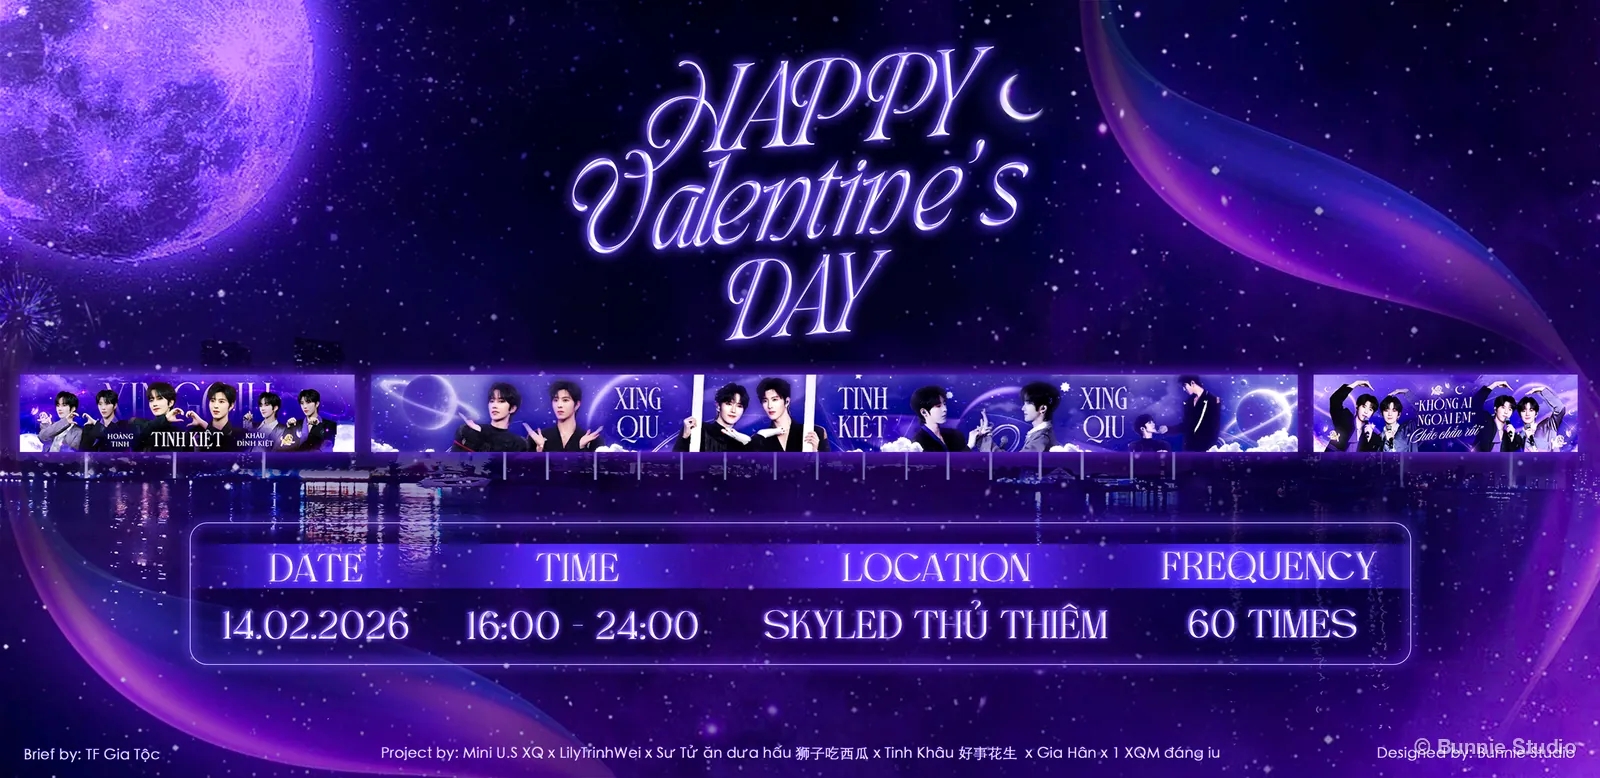 HAPPY
Valentine's
DAY
XINGQIU
HOÀNG
TINH
TINH KIỆT
KHÂU
ĐỈNH KIỆT
XING
QIU
TINH
KIỆT
XING
QIU
"KHÔNG AI
NGOÀI EM"
"Chắc chắn rồi"
DATE TIME LOCATION FREQUENCY
14.02.2026 16:00 - 24:00 SKYLED THỦ THIÊM 60 TIMES
Brief by: TF Gia Tộc
Project by: Mini U.S XQ x LilyTrinhWei x Sư Tử ăn dưa hấu 狮子吃西瓜 x Tinh Khâu 好事花生 x Gia Hân x 1 XQM đáng iu
Designed by: Bunnie Studio
© Bunnie Studio